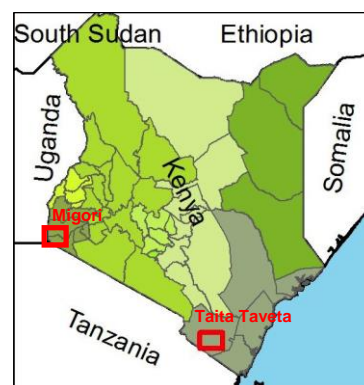 South Sudan
Ethiopia
Uganda
Somalia
Kenya
Migori
Taita Taveta
Tanzania